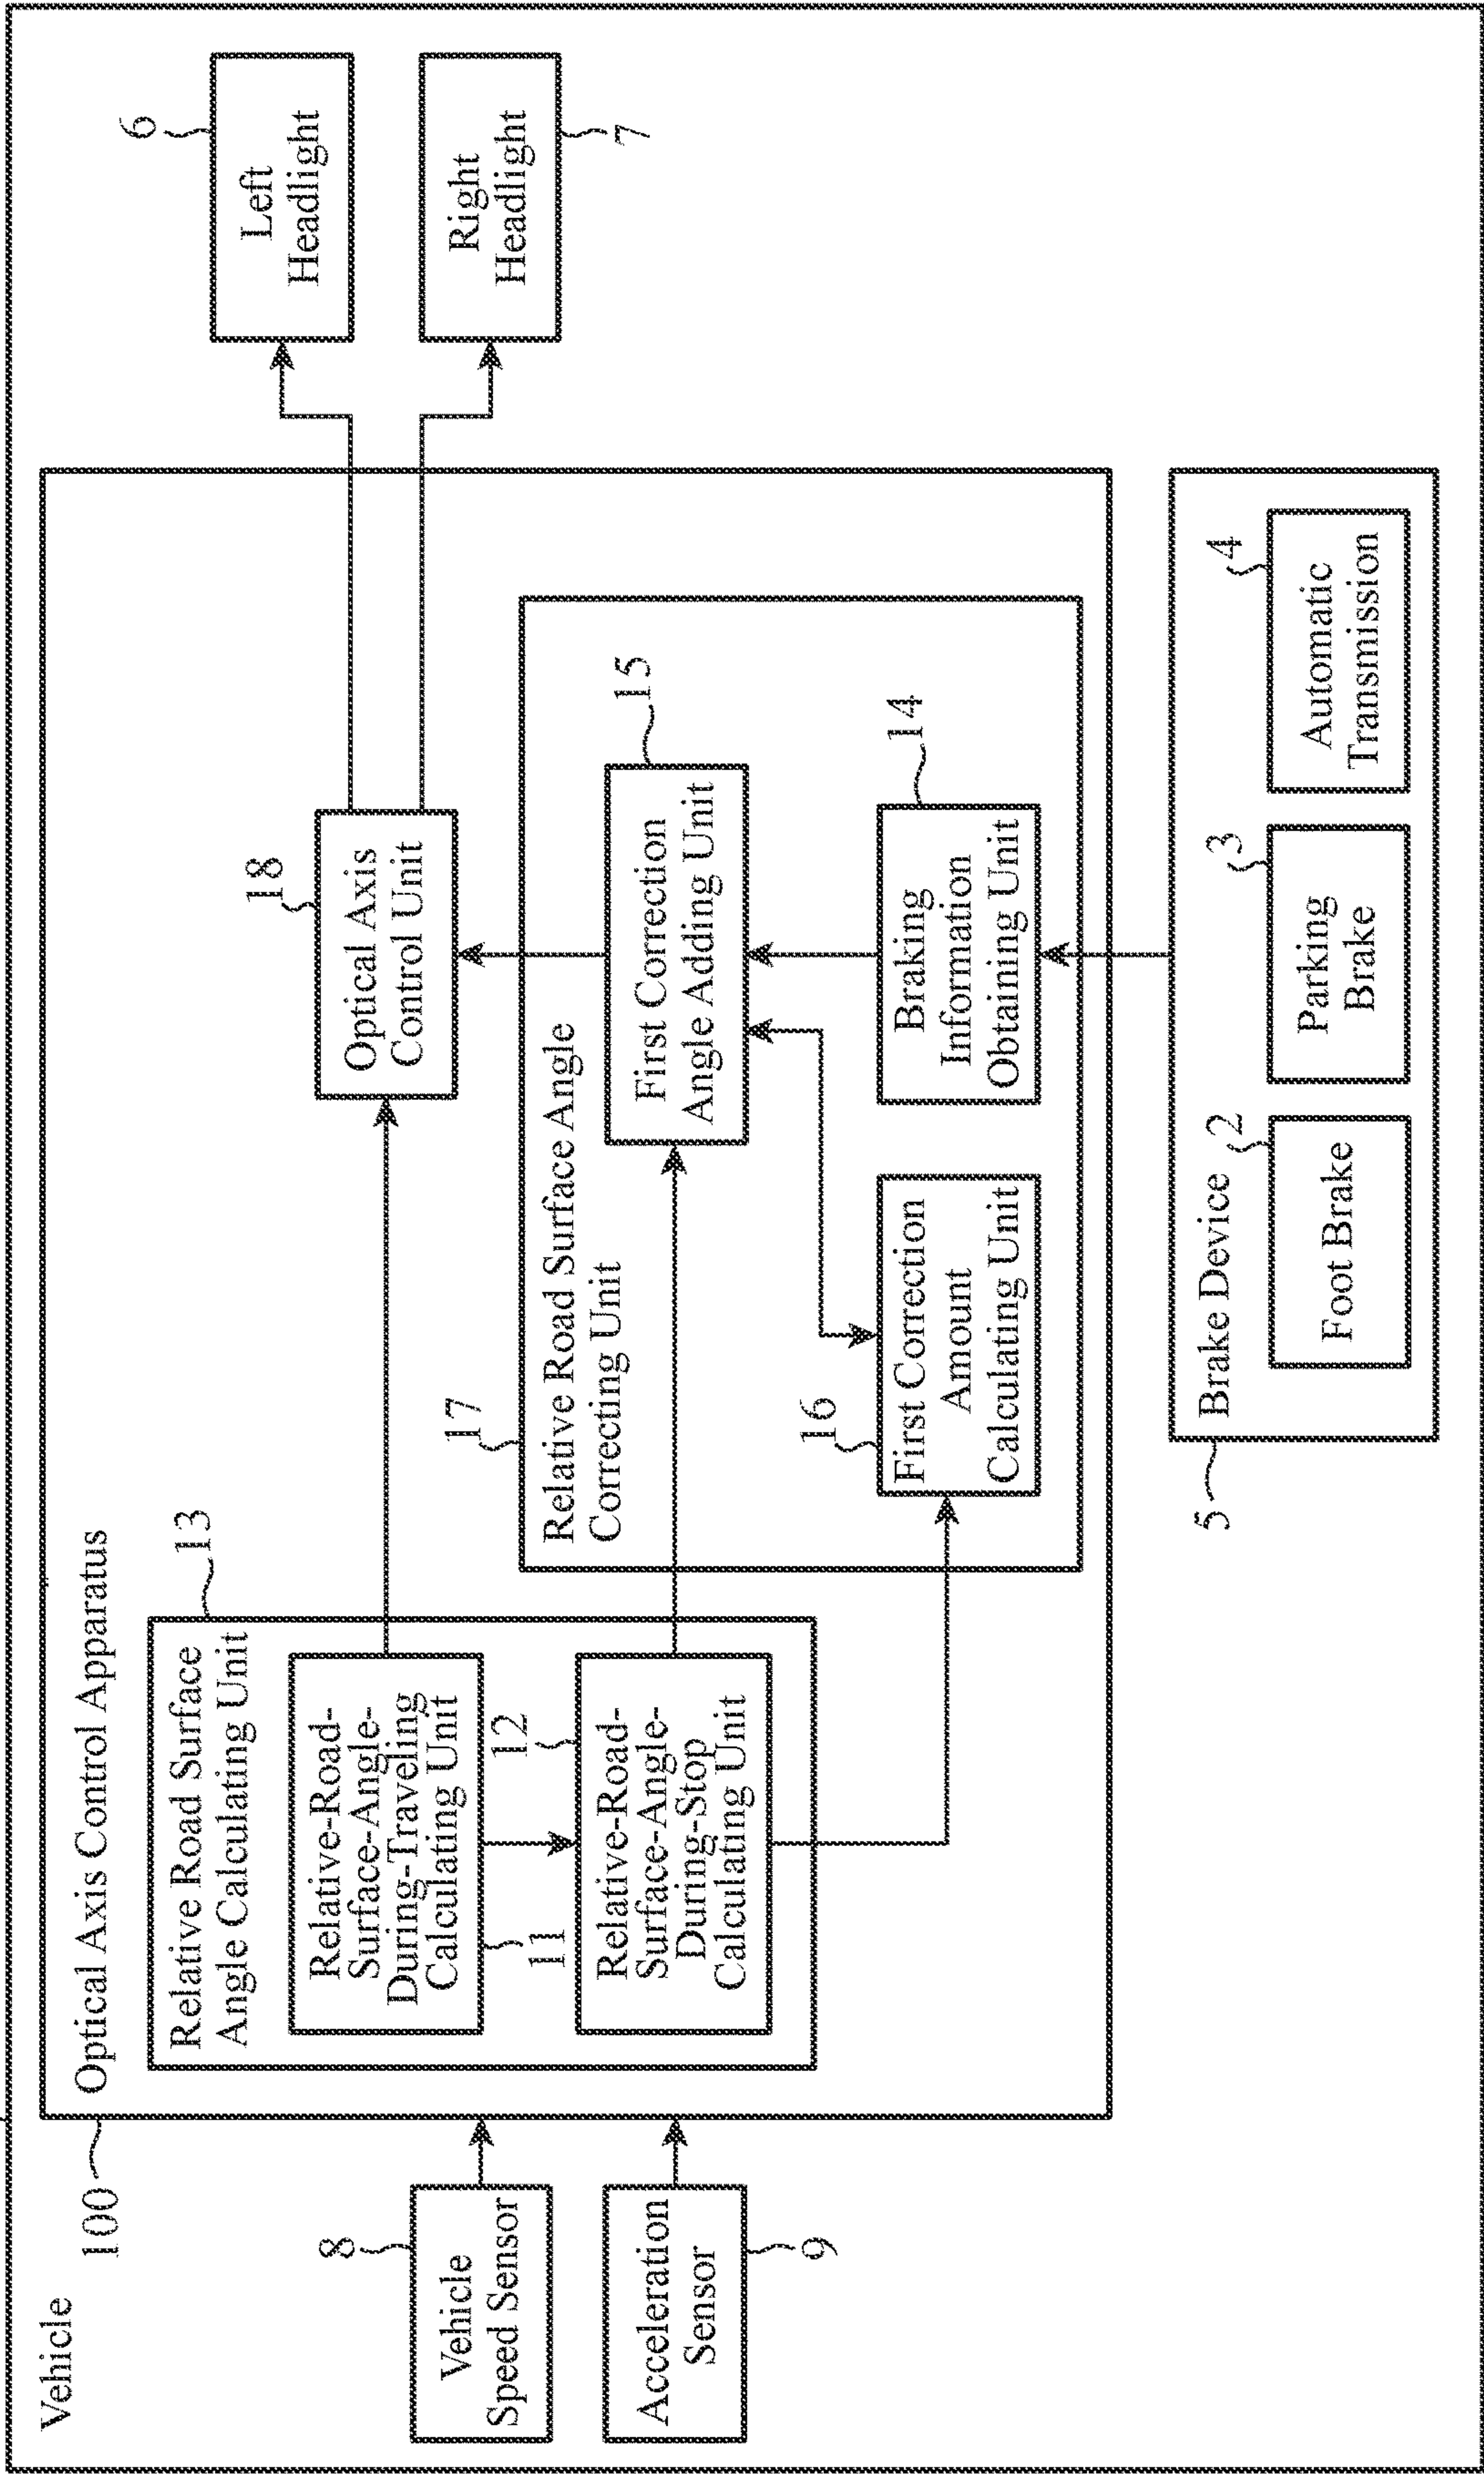 Vehicle
100
Optical Axis Control Apparatus
8
Vehicle
Speed Sensor
Acceleration
Sensor
9
13
Relative Road Surface
Angle Calculating Unit
Relative-Road-
Surface-Angle-
During-Traveling
Calculating Unit
11
12
Relative-Road-
Surface-Angle-
During-Stop
Calculating Unit
17
Relative Road Surface Angle
Correcting Unit
18
Optical Axis
Control Unit
15
First Correction
Angle Adding Unit
16
First Correction
Amount
Calculating Unit
14
Braking
Information
Obtaining Unit
6
Left
Headlight
Right
Headlight
7
5
Brake Device
2
Foot Brake
3
Parking
Brake
4
Automatic
Transmission